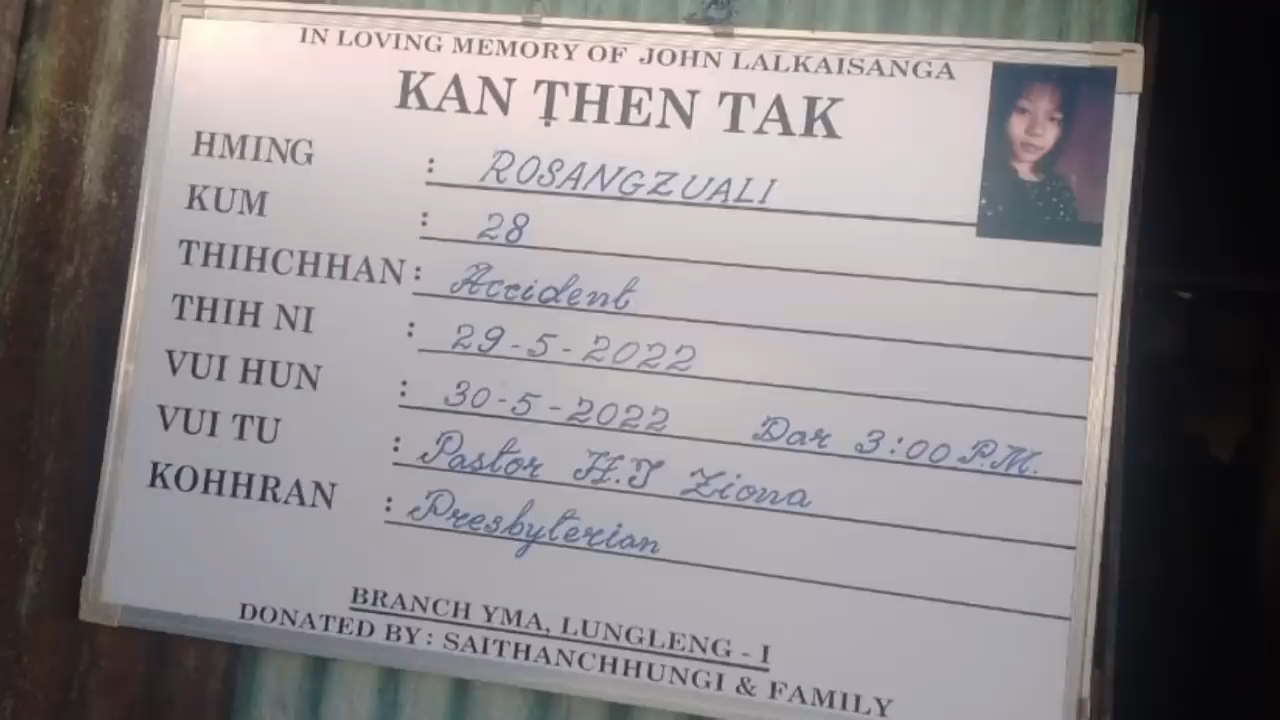 IN LOVING MEMORY OF JOHN LALKAISANGA
KAN ṬHEN TAK
HMING : ROSANGZUALI
KUM : 28
THIHCHHAN : Accident
THIH NI : 29-5-2022
VUI HUN : 30-5-2022 Dar 3:00 P.M.
VUI TU : Pastor H.T Ziona
KOHHRAN : Presbyterian
BRANCH YMA, LUNGLENG - I
DONATED BY : SAITHANCHHUNGI & FAMILY